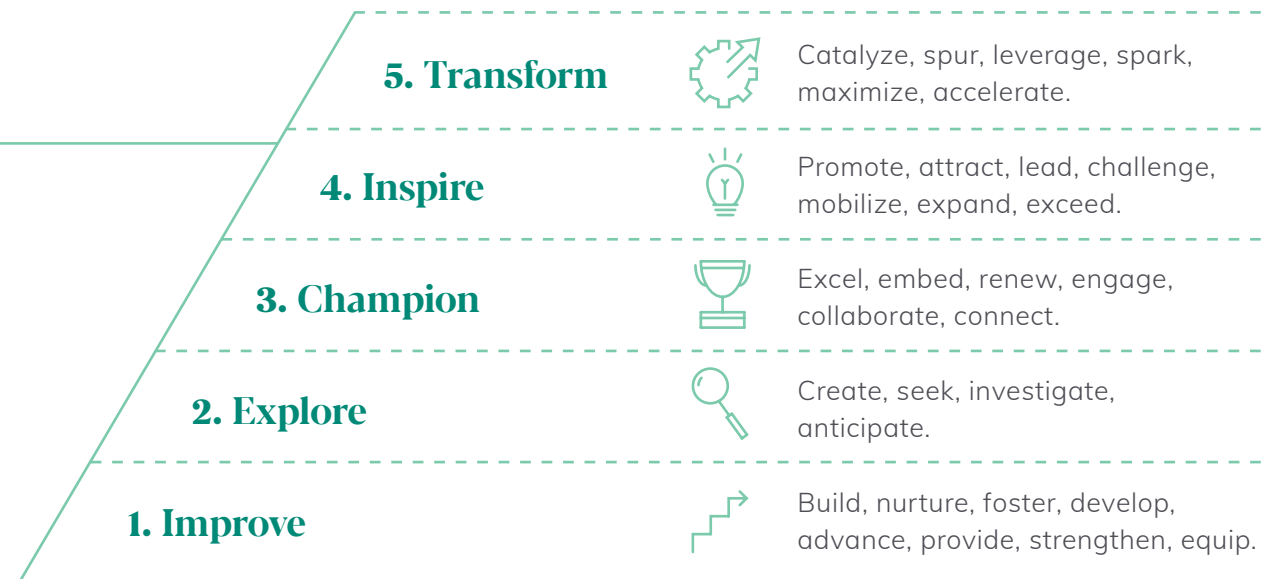 5. Transform
Catalyze, spur, leverage, spark,
maximize, accelerate.
4. Inspire
Promote, attract, lead, challenge,
mobilize, expand, exceed.
3. Champion
Excel, embed, renew, engage,
collaborate, connect.
2. Explore
Create, seek, investigate,
anticipate.
1. Improve
Build, nurture, foster, develop,
advance, provide, strengthen, equip.